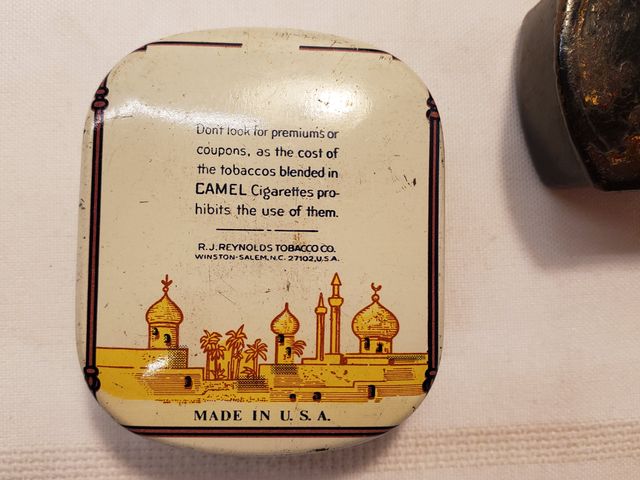 Don't look for premiums or
coupons, as the cost of
the tobaccos blended in
CAMEL Cigarettes pro-
hibits the use of them.
R.J. REYNOLDS TOBACCO CO.
WINSTON-SALEM, N.C. 27102, U.S.A.
MADE IN U.S.A.